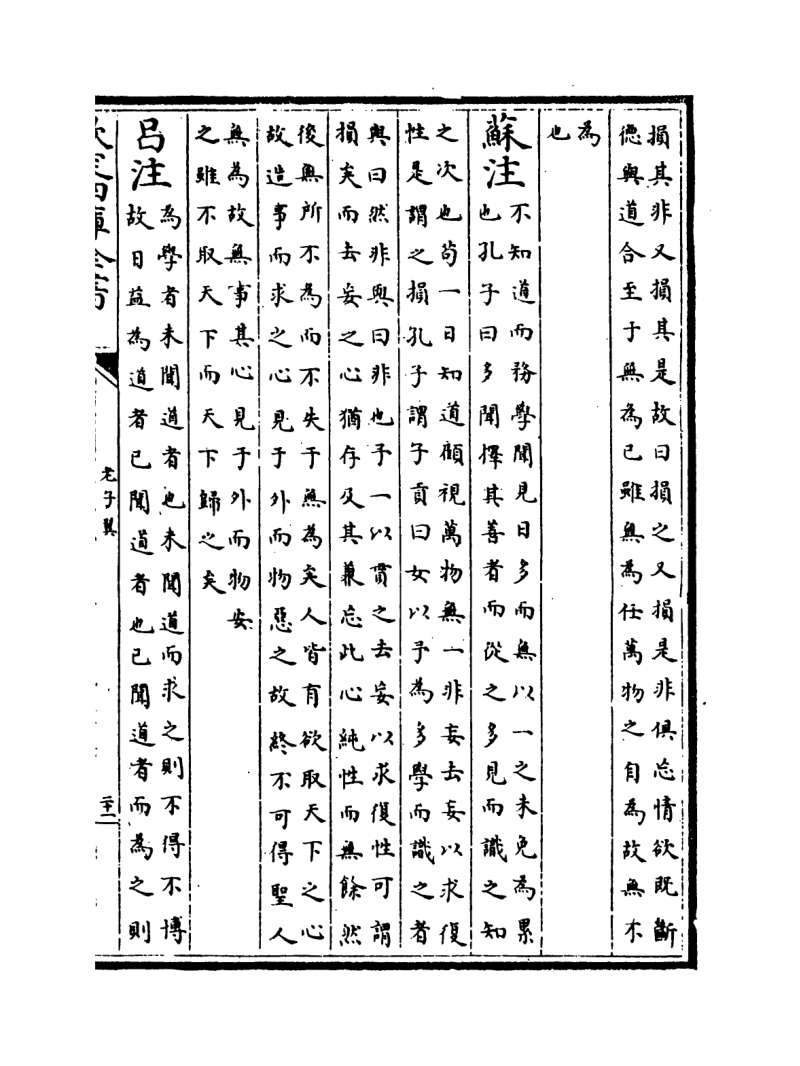 損其非又損其是故曰損之又損是非俱忘情欲既斷
德與道合至于無為已雖無為任萬物之自為故無不
為
也
蘇注
不知道而務學聞見日多而無以一之未免為累
也孔子曰多聞擇其善者而從之多見而識之知
之次也苟一日知道顧視萬物無一非妄去妄以求復
性是謂之損孔子謂子貢曰女以予為多學而識之者
與曰然非與曰非也予一以貫之去妄以求復性可謂
損矣而去妄之心猶存及其兼忘此心純性而無餘然
後無所不為而不失于無為矣人皆有欲取天下之心
故造事而求之心見于外而物惡之故終不可得聖人
無為故無事其心見于外而物安
之雖不取天下而天下歸之矣
呂注
為學者未聞道者也未聞道而求之則不得不博
故日益為道者已聞道者也已聞道者而為之則
欽定四庫全書
老子翼
二十二